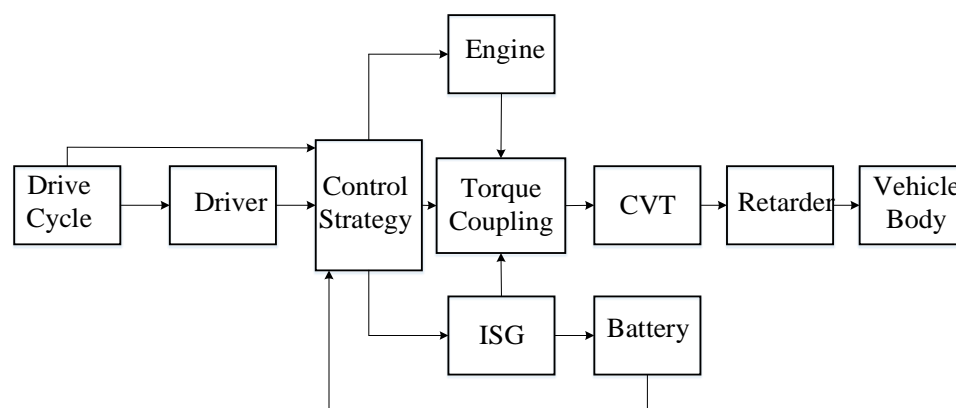 Engine
Drive
Cycle
Driver
Control
Strategy
Torque
Coupling
CVT
Retarder
Vehicle
Body
ISG
Battery